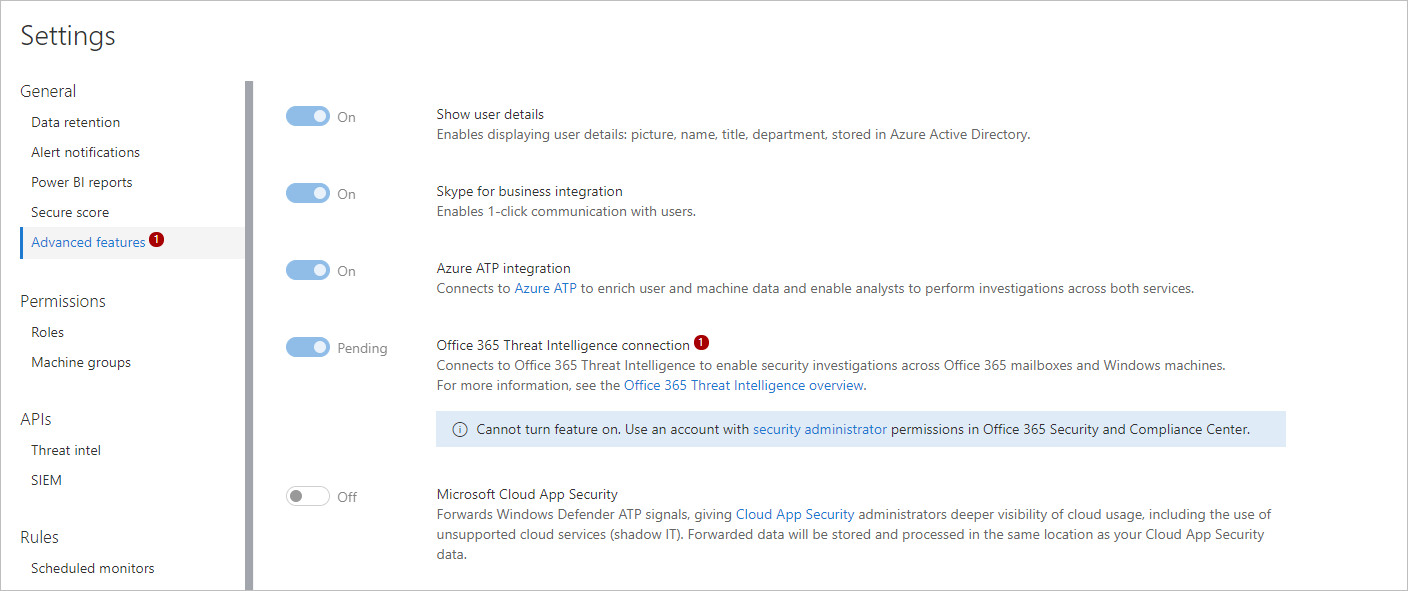 Settings
General
Data retention
Alert notifications
Power BI reports
Secure score
Advanced features 1
Permissions
Roles
Machine groups
APIs
Threat intel
SIEM
Rules
Scheduled monitors
On
Show user details
Enables displaying user details: picture, name, title, department, stored in Azure Active Directory.
On
Skype for business integration
Enables 1-click communication with users.
On
Azure ATP integration
Connects to Azure ATP to enrich user and machine data and enable analysts to perform investigations across both services.
Pending
Office 365 Threat Intelligence connection 1
Connects to Office 365 Threat Intelligence to enable security investigations across Office 365 mailboxes and Windows machines.
For more information, see the Office 365 Threat Intelligence overview.
Cannot turn feature on. Use an account with security administrator permissions in Office 365 Security and Compliance Center.
Off
Microsoft Cloud App Security
Forwards Windows Defender ATP signals, giving Cloud App Security administrators deeper visibility of cloud usage, including the use of
unsupported cloud services (shadow IT). Forwarded data will be stored and processed in the same location as your Cloud App Security
data.